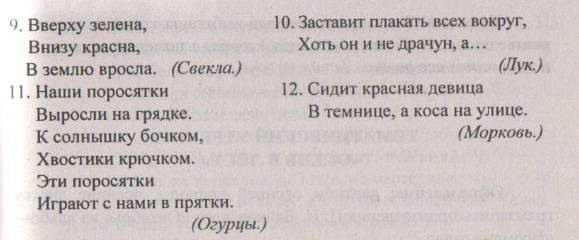 9. Вверху зелена,
Внизу красна,
В землю вросла. (Свекла.)
10. Заставит плакать всех вокруг,
Хоть он и не драчун, а…
(Лук.)
11. Наши поросятки
Выросли на грядке.
К солнышку бочком,
Хвостики крючком.
Эти поросятки
Играют с нами в прятки.
(Огурцы.)
12. Сидит красная девица
В темнице, а коса на улице.
(Морковь.)